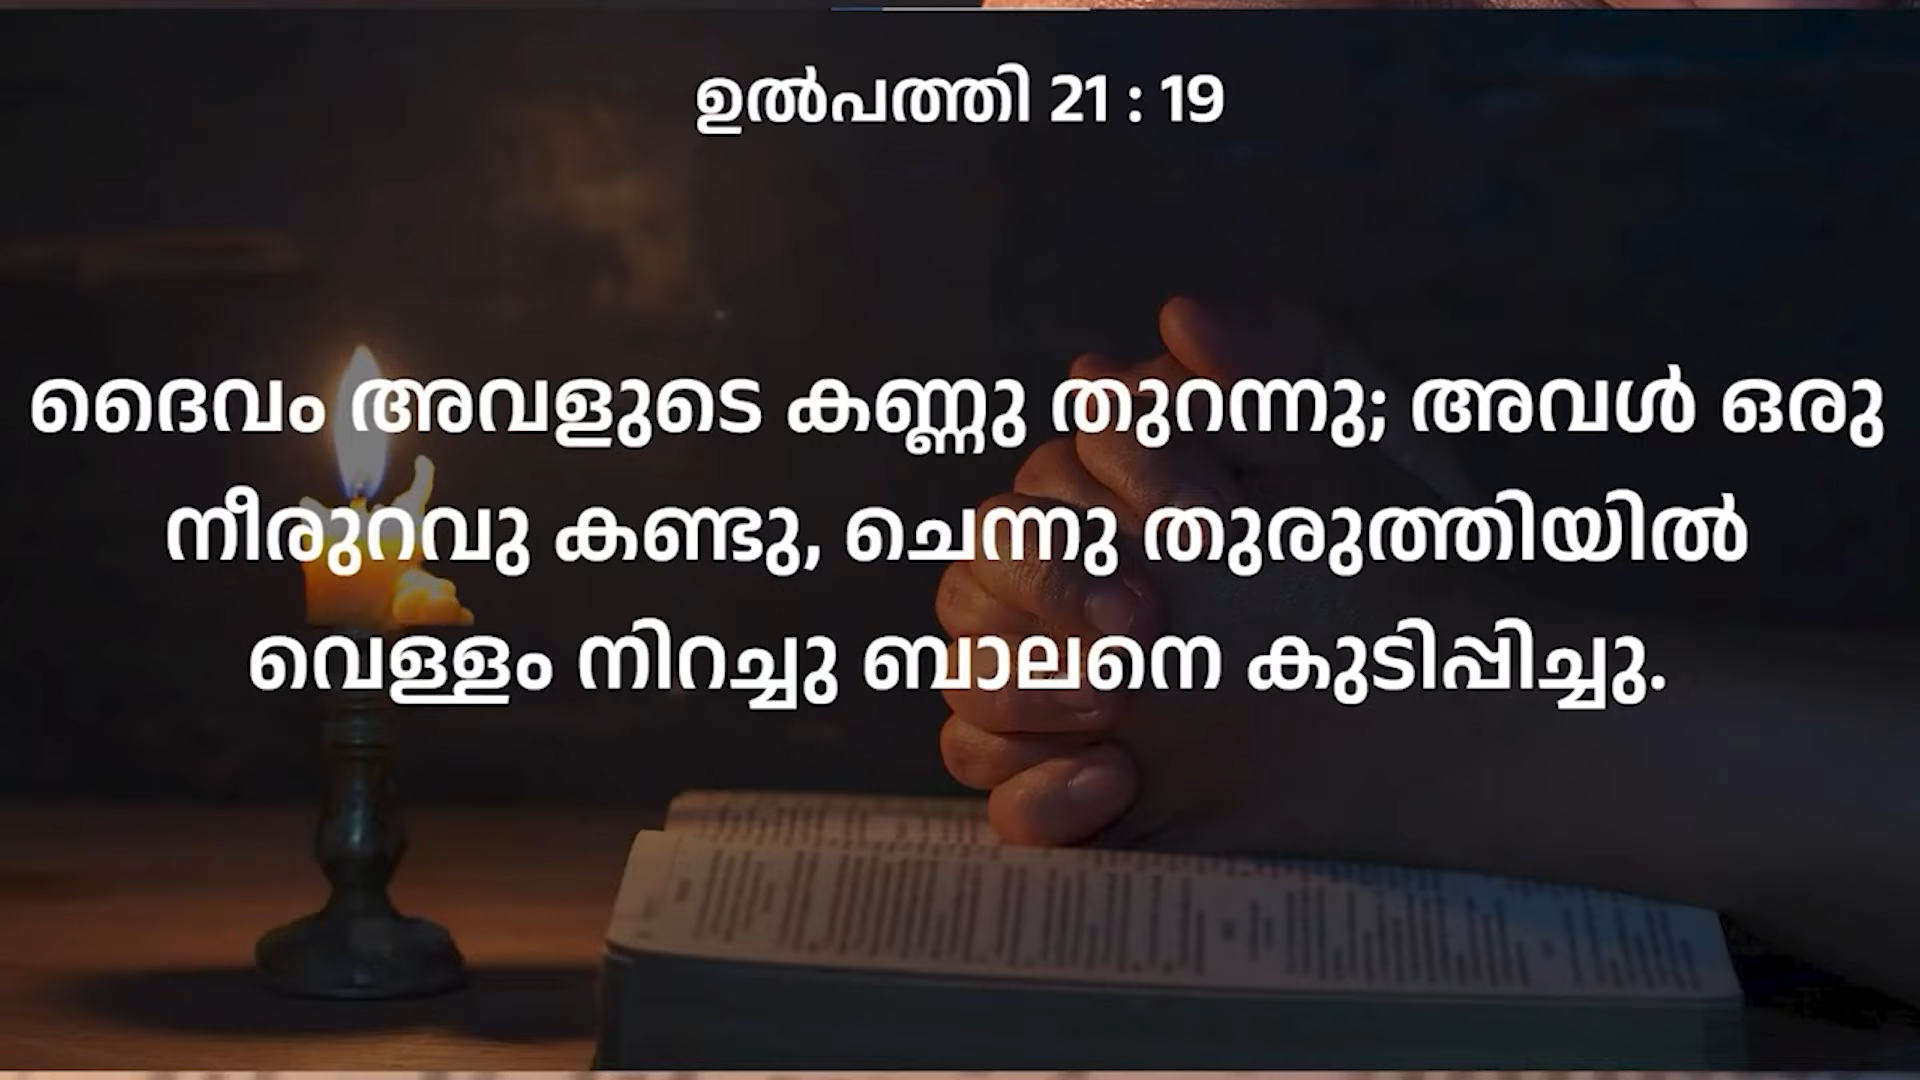 ഉൽപത്തി 21 : 19
ദൈവം അവളുടെ കണ്ണു തുറന്നു; അവൾ ഒരു
നീരുറവു കണ്ടു, ചെന്നു തുരുത്തിയിൽ
വെള്ളം നിറച്ചു ബാലനെ കുടിപ്പിച്ചു.